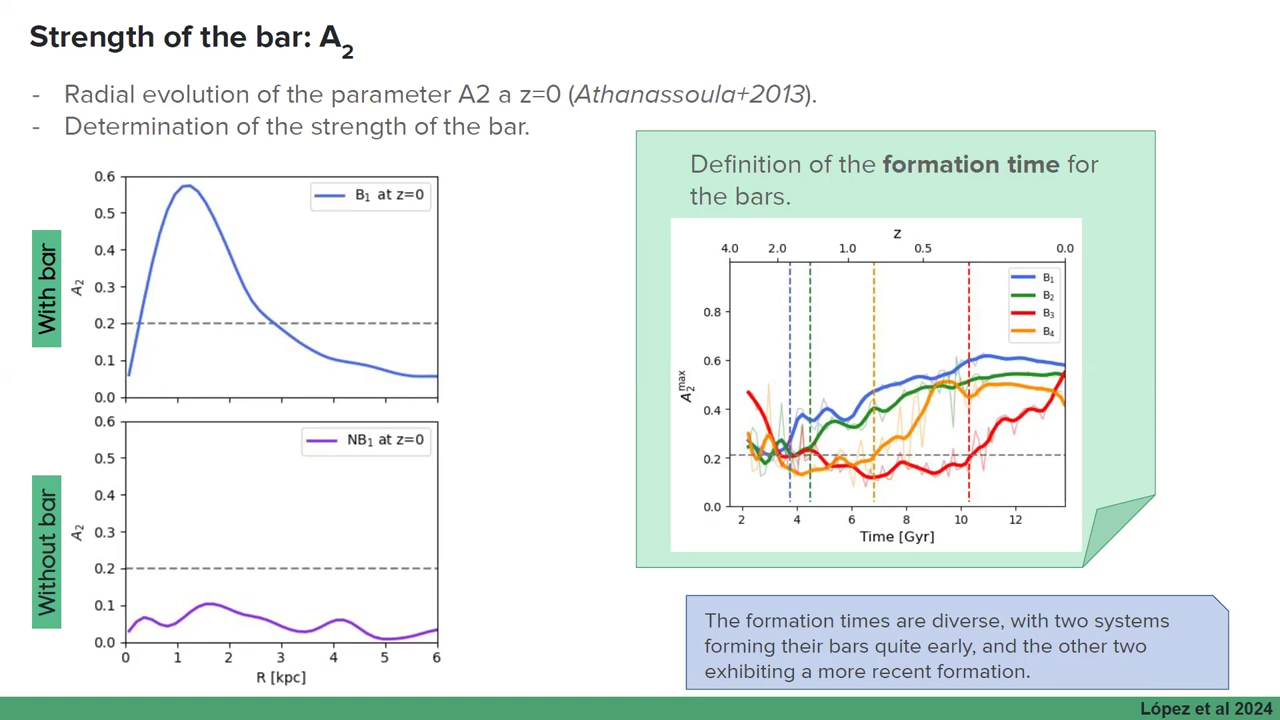 Strength of the bar: A2
- Radial evolution of the parameter A2 a z=0 (Athanassoula+2013).
- Determination of the strength of the bar.
With bar
0.6
0.5
0.4
0.3
0.2
0.1
0.0
A2
B1 at z=0
Without bar
0.6
0.5
0.4
0.3
0.2
0.1
0.0
A2
NB1 at z=0
0 1 2 3 4 5 6
R [kpc]
Definition of the formation time for
the bars.
z
4.0 2.0 1.0 0.5 0.0
0.8
0.6
0.4
0.2
0.0
A2max
B1
B2
B3
B4
2 4 6 8 10 12
Time [Gyr]
The formation times are diverse, with two systems
forming their bars quite early, and the other two
exhibiting a more recent formation.
López et al 2024